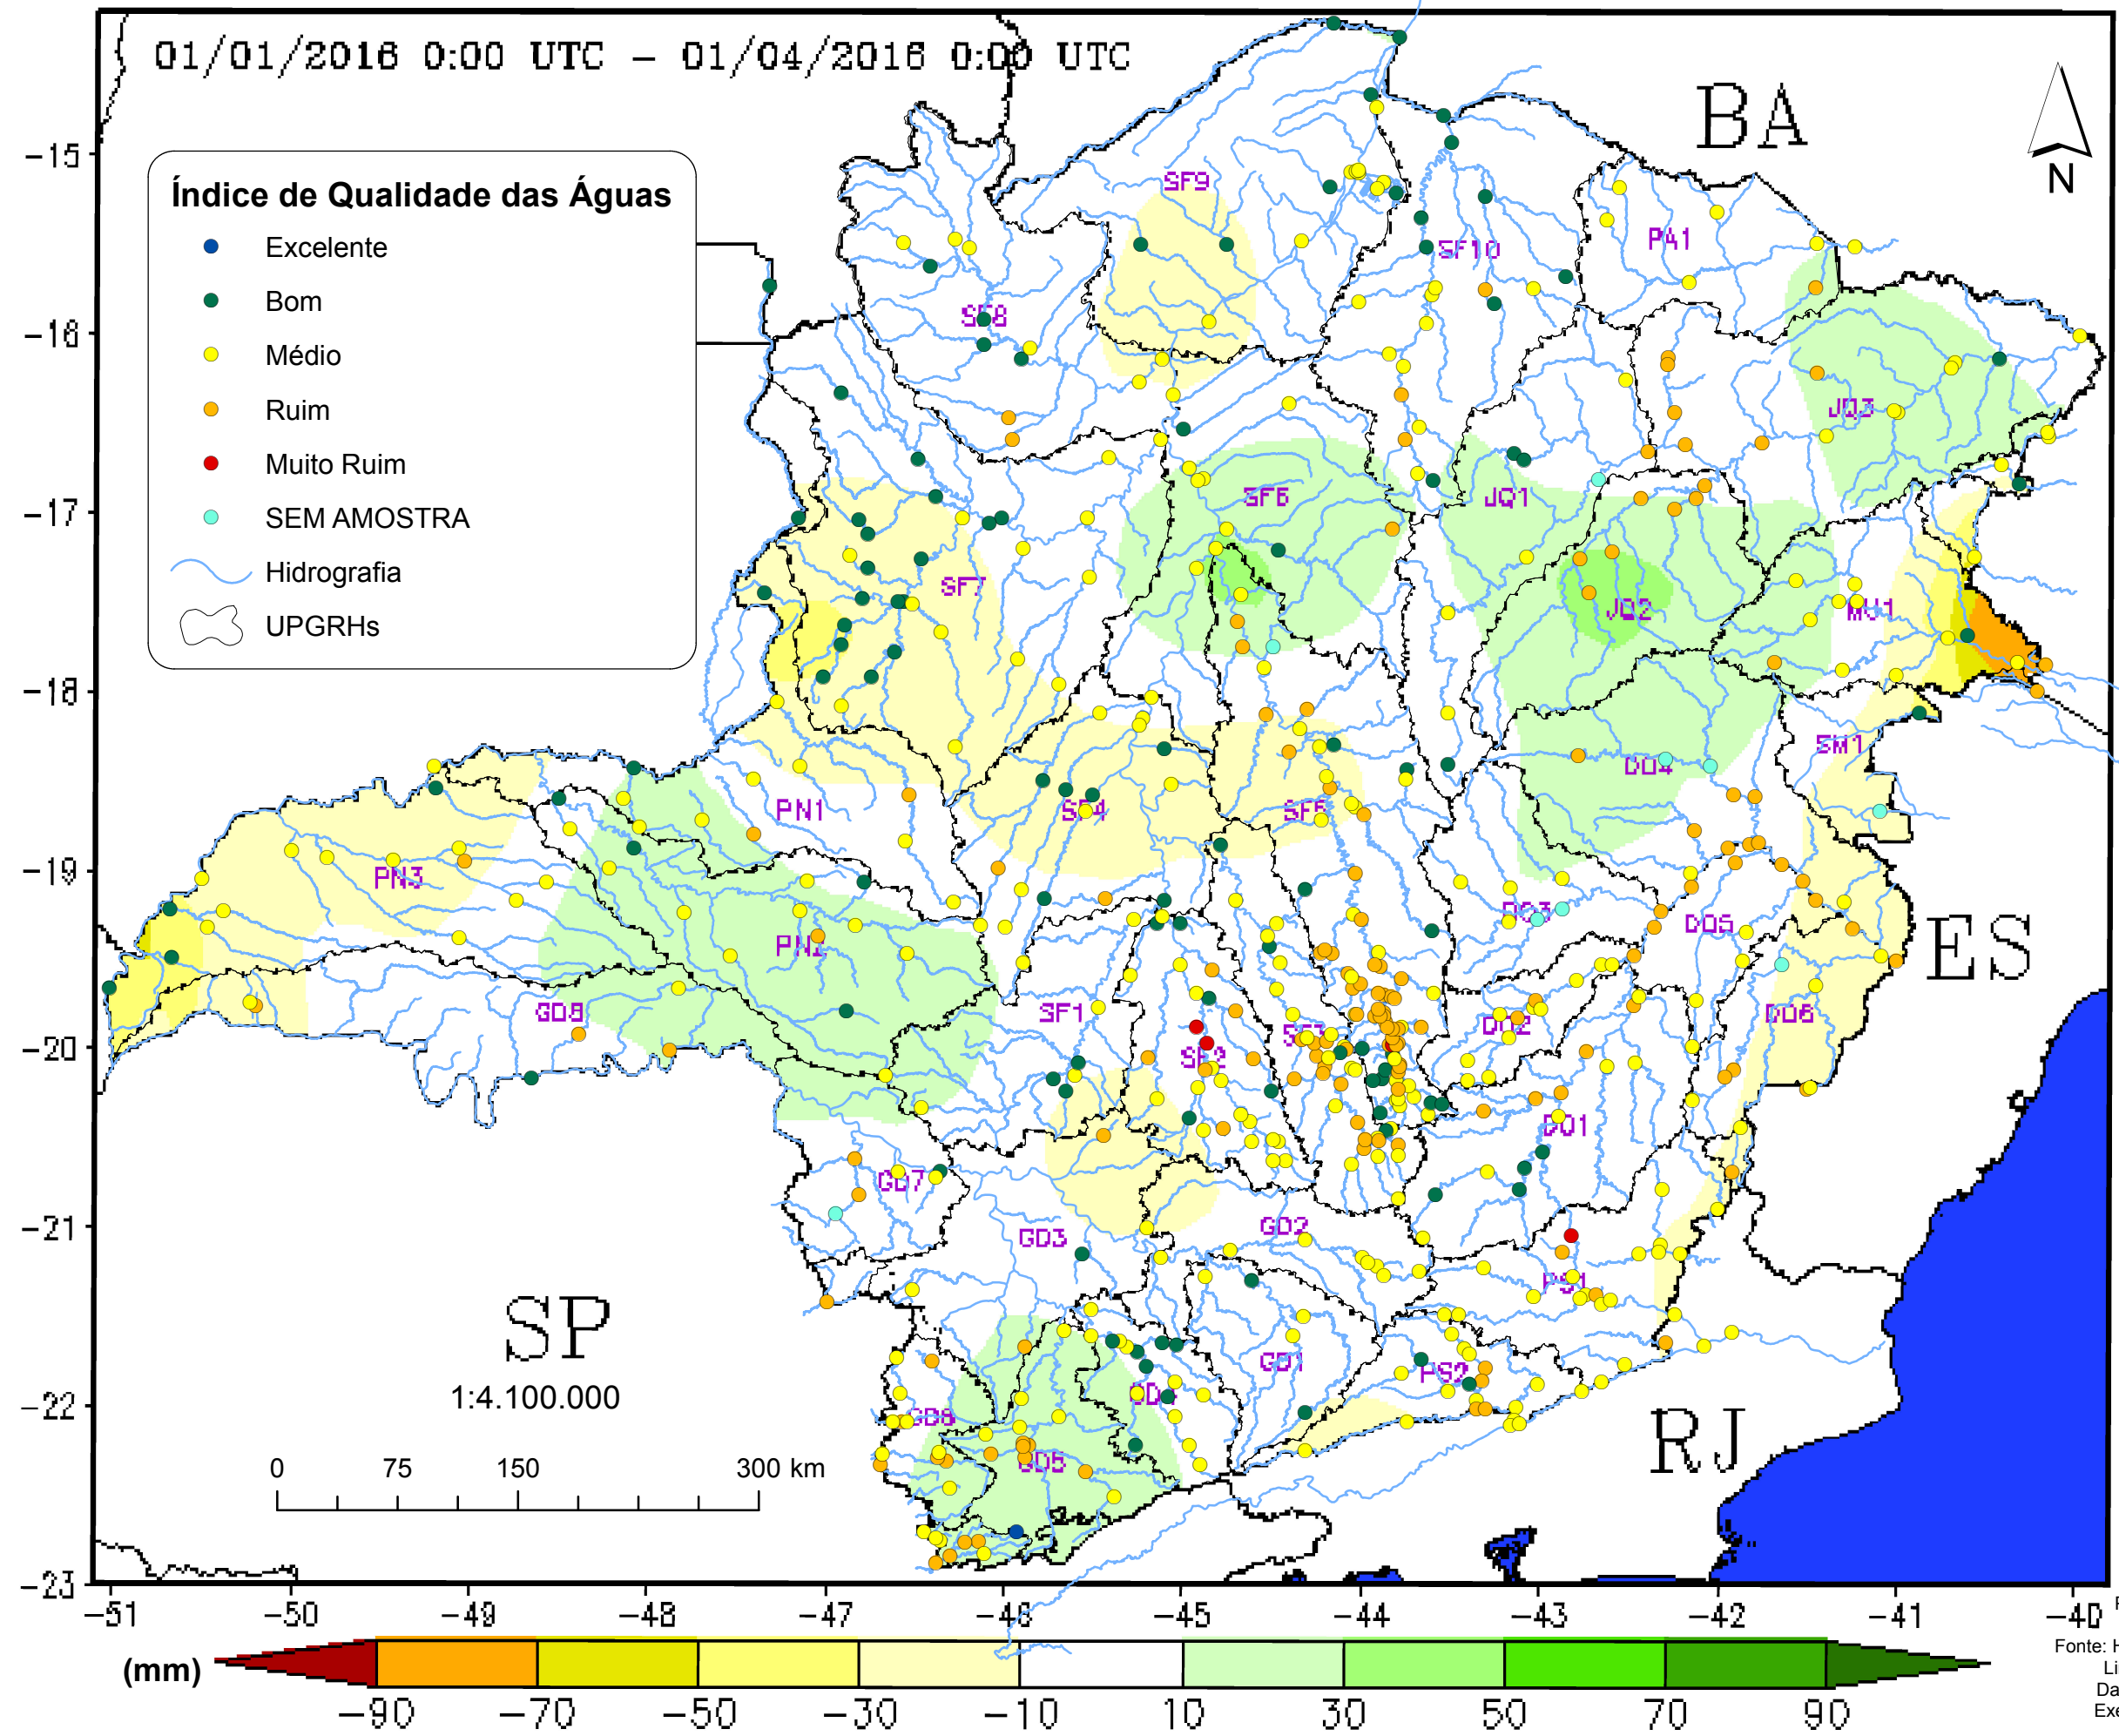 01/01/2016 0:00 UTC – 01/04/2016 0:00 UTC
BA
N
Índice de Qualidade das Águas
Excelente
Bom
Médio
Ruim
Muito Ruim
SEM AMOSTRA
Hidrografia
UPGRHs
-15
-16
-17
-18
-19
-20
-21
-22
-23
SF9
SF10
PA1
SF8
JQ3
SF6
JQ1
SF7
JQ2
MU1
SM1
DO4
PN1
SF4
SF5
PN3
DO5
ES
GD8
SF1
SF2
DO2
DO6
DO1
GD7
GD3
GD2
PS1
SP
GD1
PS2
1:4.100.000
GD6
GD5
RJ
0 75 150 300 km
-51 -50 -49 -48 -47 -46 -45 -44 -43 -42 -41 -40
(mm)
-90 -70 -50 -30 -10 10 30 50 70 90
Fonte: